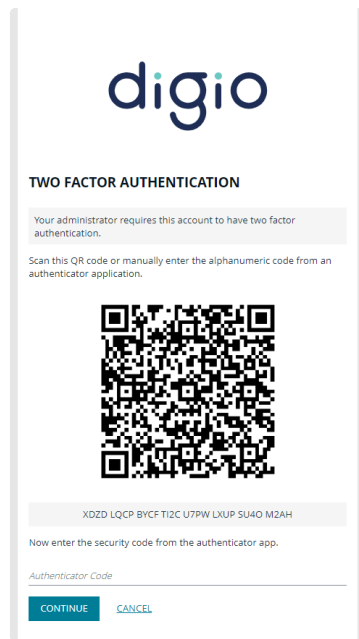 digio
TWO FACTOR AUTHENTICATION
Your administrator requires this account to have two factor
authentication.
Scan this QR code or manually enter the alphanumeric code from an
authenticator application.
XDZD LQCP BYCF TI2C U7PW LXUP SU4O M2AH
Now enter the security code from the authenticator app.
Authenticator Code
CONTINUE CANCEL